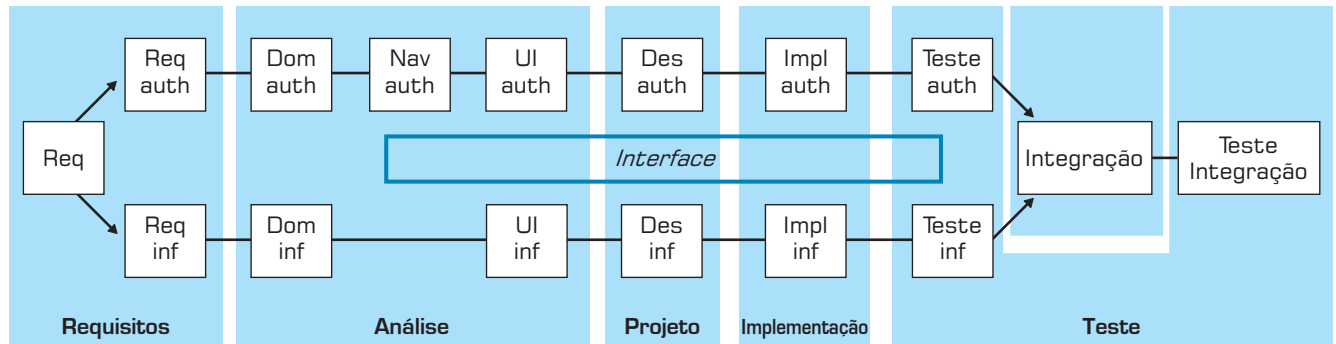 Req
auth
Dom
auth
Nav
auth
UI
auth
Des
auth
Impl
auth
Teste
auth
Req
Interface
Integração
Teste
Integração
Req
inf
Dom
inf
UI
inf
Des
inf
Impl
inf
Teste
inf
Requisitos
Análise
Projeto
Implementação
Teste